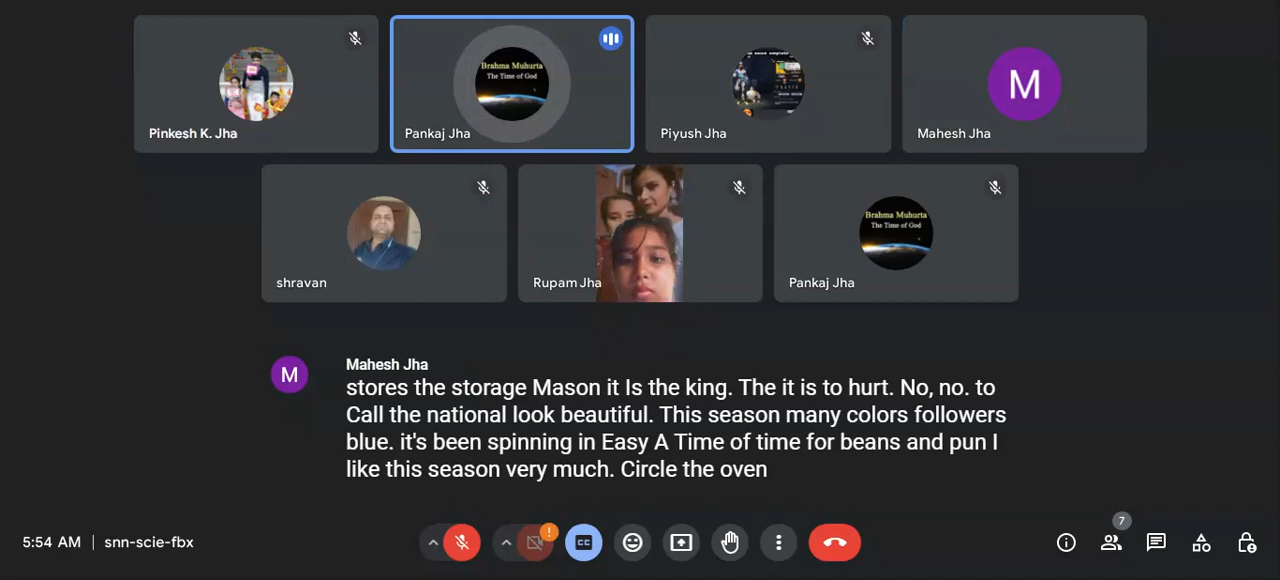 Pinkesh K. Jha
Brahma Muhurta
The Time of God
Pankaj Jha
Piyush Jha
M
Mahesh Jha
shravan
Rupam Jha
Brahma Muhurta
The Time of God
Pankaj Jha
M
Mahesh Jha
stores the storage Mason it Is the king. The it is to hurt. No, no. to
Call the national look beautiful. This season many colors followers
blue. it's been spinning in Easy A Time of time for beans and pun I
like this season very much. Circle the oven
5:54 AM | snn-scie-fbx
!
CC
7